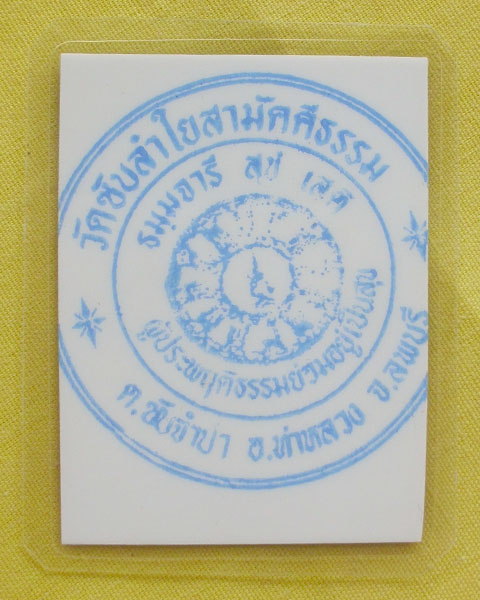 วัดซับลำใยสามัคคีธรรม
ธมฺมจารี สุขํ เสติ
ผู้ประพฤติธรรมย่อมอยู่เป็นสุข
ต.ซับจำปา อ.ท่าหลวง จ.ลพบุรี